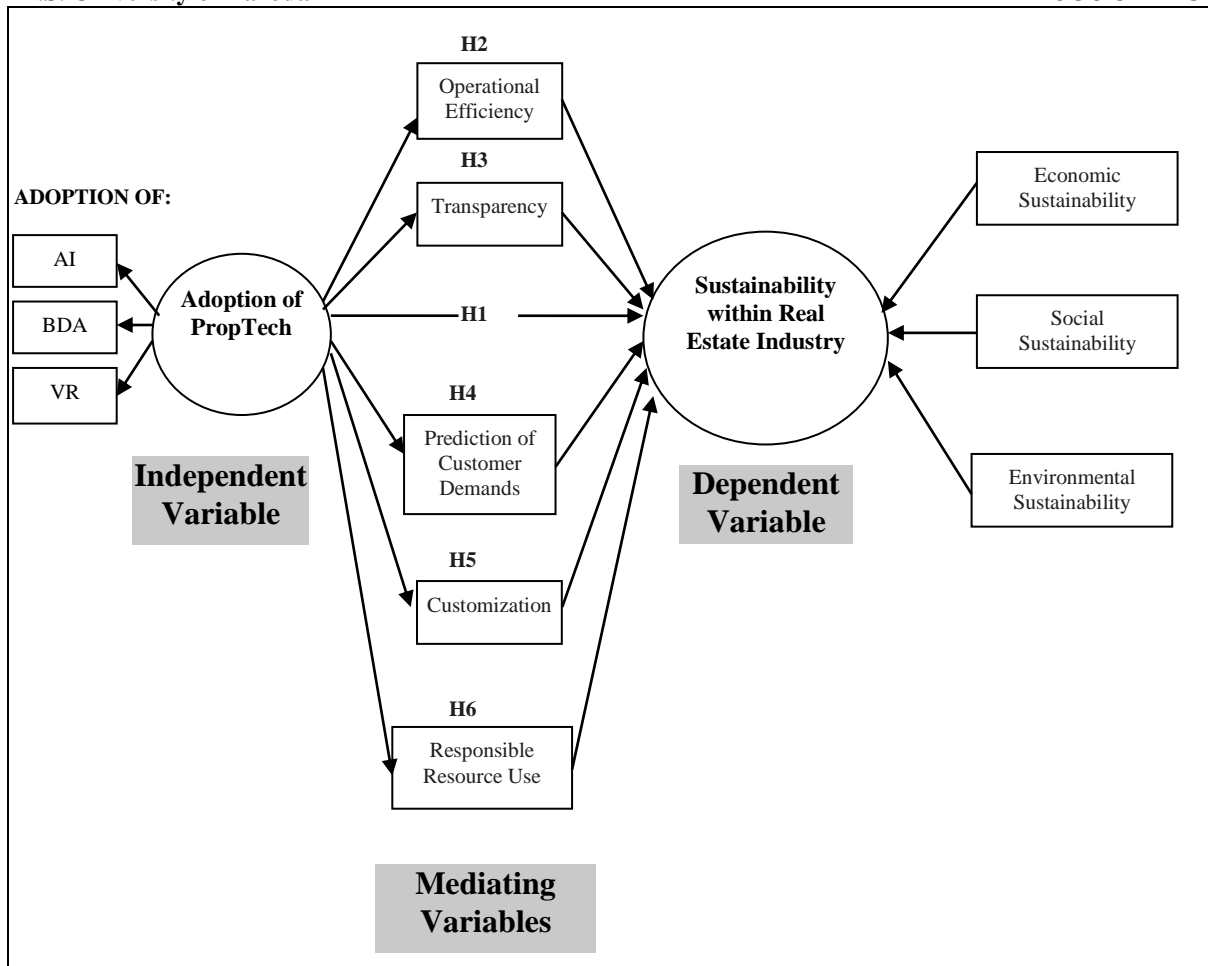 H2
Operational
Efficiency
H3
Transparency
ADOPTION OF:
AI
BDA
VR
Adoption of
PropTech
H1
Sustainability
within Real
Estate Industry
Economic
Sustainability
Social
Sustainability
Environmental
Sustainability
H4
Prediction of
Customer
Demands
Independent
Variable
Dependent
Variable
H5
Customization
H6
Responsible
Resource Use
Mediating
Variables